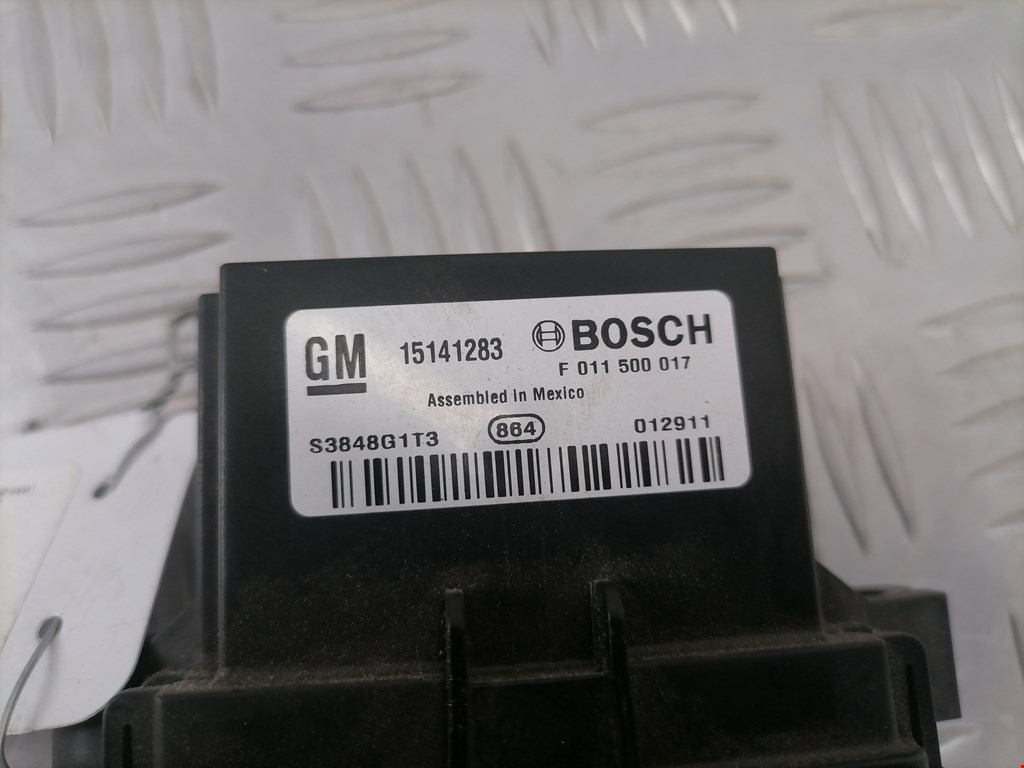 GM 15141283 BOSCH
F 011 500 017
Assembled in Mexico
S3848G1T3 864 012911